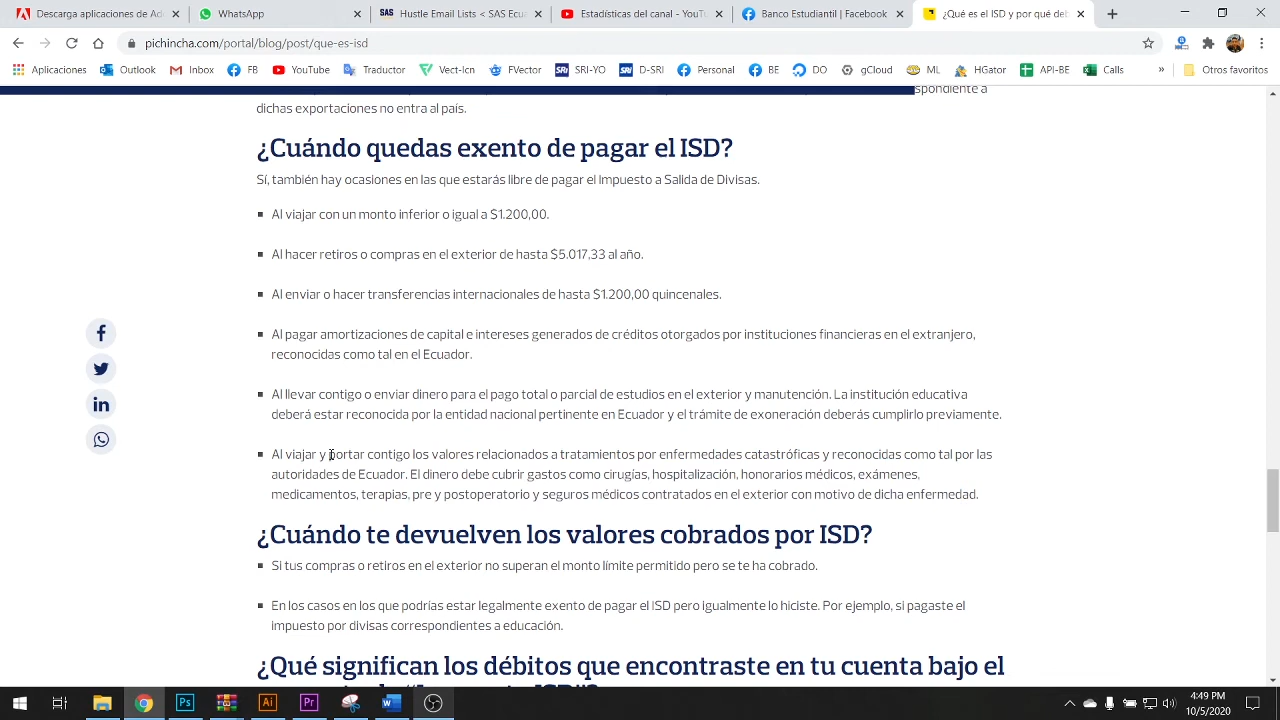 Descarga aplicaciones de Ado
WhatsApp
Hustle Email Lists < SAS Ecuad
Estadísticas del canal - YouTu
Banco Estudiantil | Facebook
¿Qué es el ISD y por qué deb
pichincha.com/portal/blog/post/que-es-isd
Aplicaciones
Outlook
Inbox
FB
YouTube
Traductor
Vect-Icn
FVector
SRI-YO
D-SRI
Personal
BE
DO
gCloud
ML
HGator
API-BE
Calls
»
Otros favoritos
spondiente a
dichas exportaciones no entra al país.
¿Cuándo quedas exento de pagar el ISD?
Sí, también hay ocasiones en las que estarás libre de pagar el Impuesto a Salida de Divisas.
Al viajar con un monto inferior o igual a $1.200,00.
Al hacer retiros o compras en el exterior de hasta $5.017,33 al año.
Al enviar o hacer transferencias internacionales de hasta $1.200,00 quincenales.
Al pagar amortizaciones de capital e intereses generados de créditos otorgados por instituciones financieras en el extranjero,
reconocidas como tal en el Ecuador.
Al llevar contigo o enviar dinero para el pago total o parcial de estudios en el exterior y manutención. La institución educativa
deberá estar reconocida por la entidad nacional pertinente en Ecuador y el trámite de exoneración deberás cumplirlo previamente.
Al viajar y portar contigo los valores relacionados a tratamientos por enfermedades catastróficas y reconocidas como tal por las
autoridades de Ecuador. El dinero debe cubrir gastos como cirugías, hospitalización, honorarios médicos, exámenes,
medicamentos, terapias, pre y postoperatorio y seguros médicos contratados en el exterior con motivo de dicha enfermedad.
¿Cuándo te devuelven los valores cobrados por ISD?
Si tus compras o retiros en el exterior no superan el monto límite permitido pero se te ha cobrado.
En los casos en los que podrías estar legalmente exento de pagar el ISD pero igualmente lo hiciste. Por ejemplo, si pagaste el
impuesto por divisas correspondientes a educación.
¿Qué significan los débitos que encontraste en tu cuenta bajo el
4:49 PM
10/5/2020